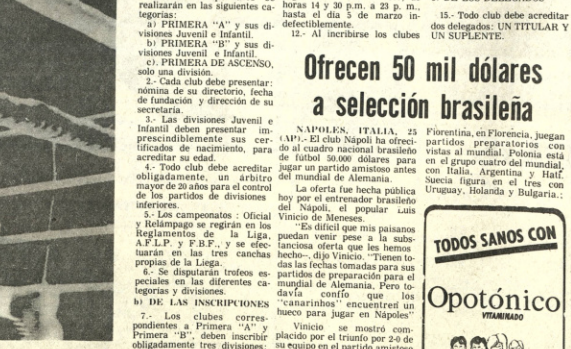 realizarán en las siguientes ca-
tegorías:
a) PRIMERA "A" y sus di-
visiones Juvenil e Infantil.
b) PRIMERA "B" y sus di-
visiones Juvenil e Infantil.
c). PRIMERA DE ASCENSO,
solo una división.
2.- Cada club debe presentar:
nómina de su directorio, fecha
de fundación y dirección de su
secretaría.
3.- Las divisiones Juvenil e
Infantil deben presentar im-
prescindiblemente sus cer-
tificados de nacimiento, para
acreditar su edad.
4.- Todo club debe acreditar
obligadamente, un árbitro
mayor de 20 años para el control
de los partidos de divisiones
inferiores.
5.- Los campeonatos : Oficial
y Relámpago se regirán en los
Reglamentos de la Liga,
A.F.L.P. y F.B.F., y se efec-
tuarán en las tres canchas
propias de la Liega.
6.- Se disputarán trofeos es-
peciales en las diferentes ca-
tegorías y divisiones.
b) DE LAS INSCRIPCIONES
7.- Los clubes corres-
pondientes a Primera "A" y
Primera "B", deben inscribir
obligadamente tres divisiones:
horas 14 y 30 p.m. a 23 p. m.,
hasta el día 5 de marzo in-
defectiblemente.
12.- Al incribirse los clubes
15.- Todo club debe acreditar
dos delegados: UN TITULAR Y
UN SUPLENTE.
Ofrecen 50 mil dólares
a selección brasileña
NAPOLES, ITALIA, 25
(AP).- El club Nápoli ha ofreci-
do al cuadro nacional brasileño
de fútbol 50.000 dólares para
jugar un partido amistoso antes
del mundial de Alemania.
La oferta fue hecha pública
hoy por el entrenador brasileño
del Nápoli, el popular Luis
Vinicio de Meneses.
"Es difícil que mis paisanos
puedan venir pese a la subs-
tanciosa oferta que les hemos
hecho–, dijo Vinicio. "Tienen to-
das las fechas tomadas para sus
partidos de preparación para el
mundial de Alemania, Pero to-
davía confío que los
"canarinhos" encuentren un
hueco para jugar en Nápoles"
Vinicio se mostró com-
placido por el triunfo por 2-0 de
su equipo en el partido amistoso
Fiorentina, en Florencia, juegan
partidos preparatorios con
vistas al mundial. Polonia está
en el grupo cuatro del mundial,
con Italia, Argentina y Hatí.
Suecia figura en el tres con
Uruguay, Holanda y Bulgaria.;
TODOS SANOS CON
Opotónico
VITAMINADO